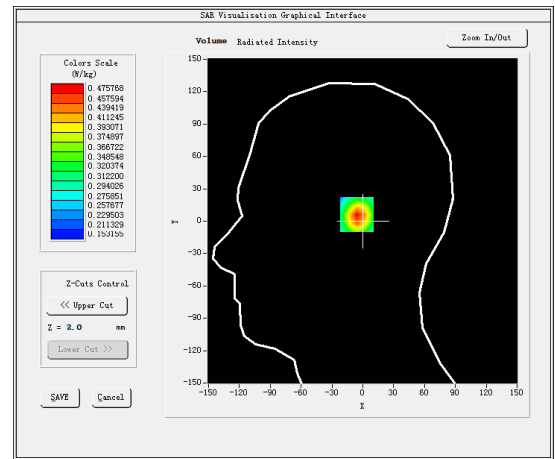 SAR Visualisation Graphical Interface
Volume Radiated Intensity
Zoom In/Out
Colors Scale
(W/kg)
0.475768
0.457594
0.439419
0.411245
0.393071
0.374897
0.366722
0.348548
0.320374
0.312200
0.294026
0.275851
0.257677
0.229503
0.211329
0.153155
Z-Cuts Control
<< Upper Cut
Z = 2.0 mm
Lower Cut >>
SAVE
Cancel
150
120
90
60
30
0
-30
-60
-90
-120
-150
Y
-150 -120 -90 -60 -30 0 30 60 90 120 150
X